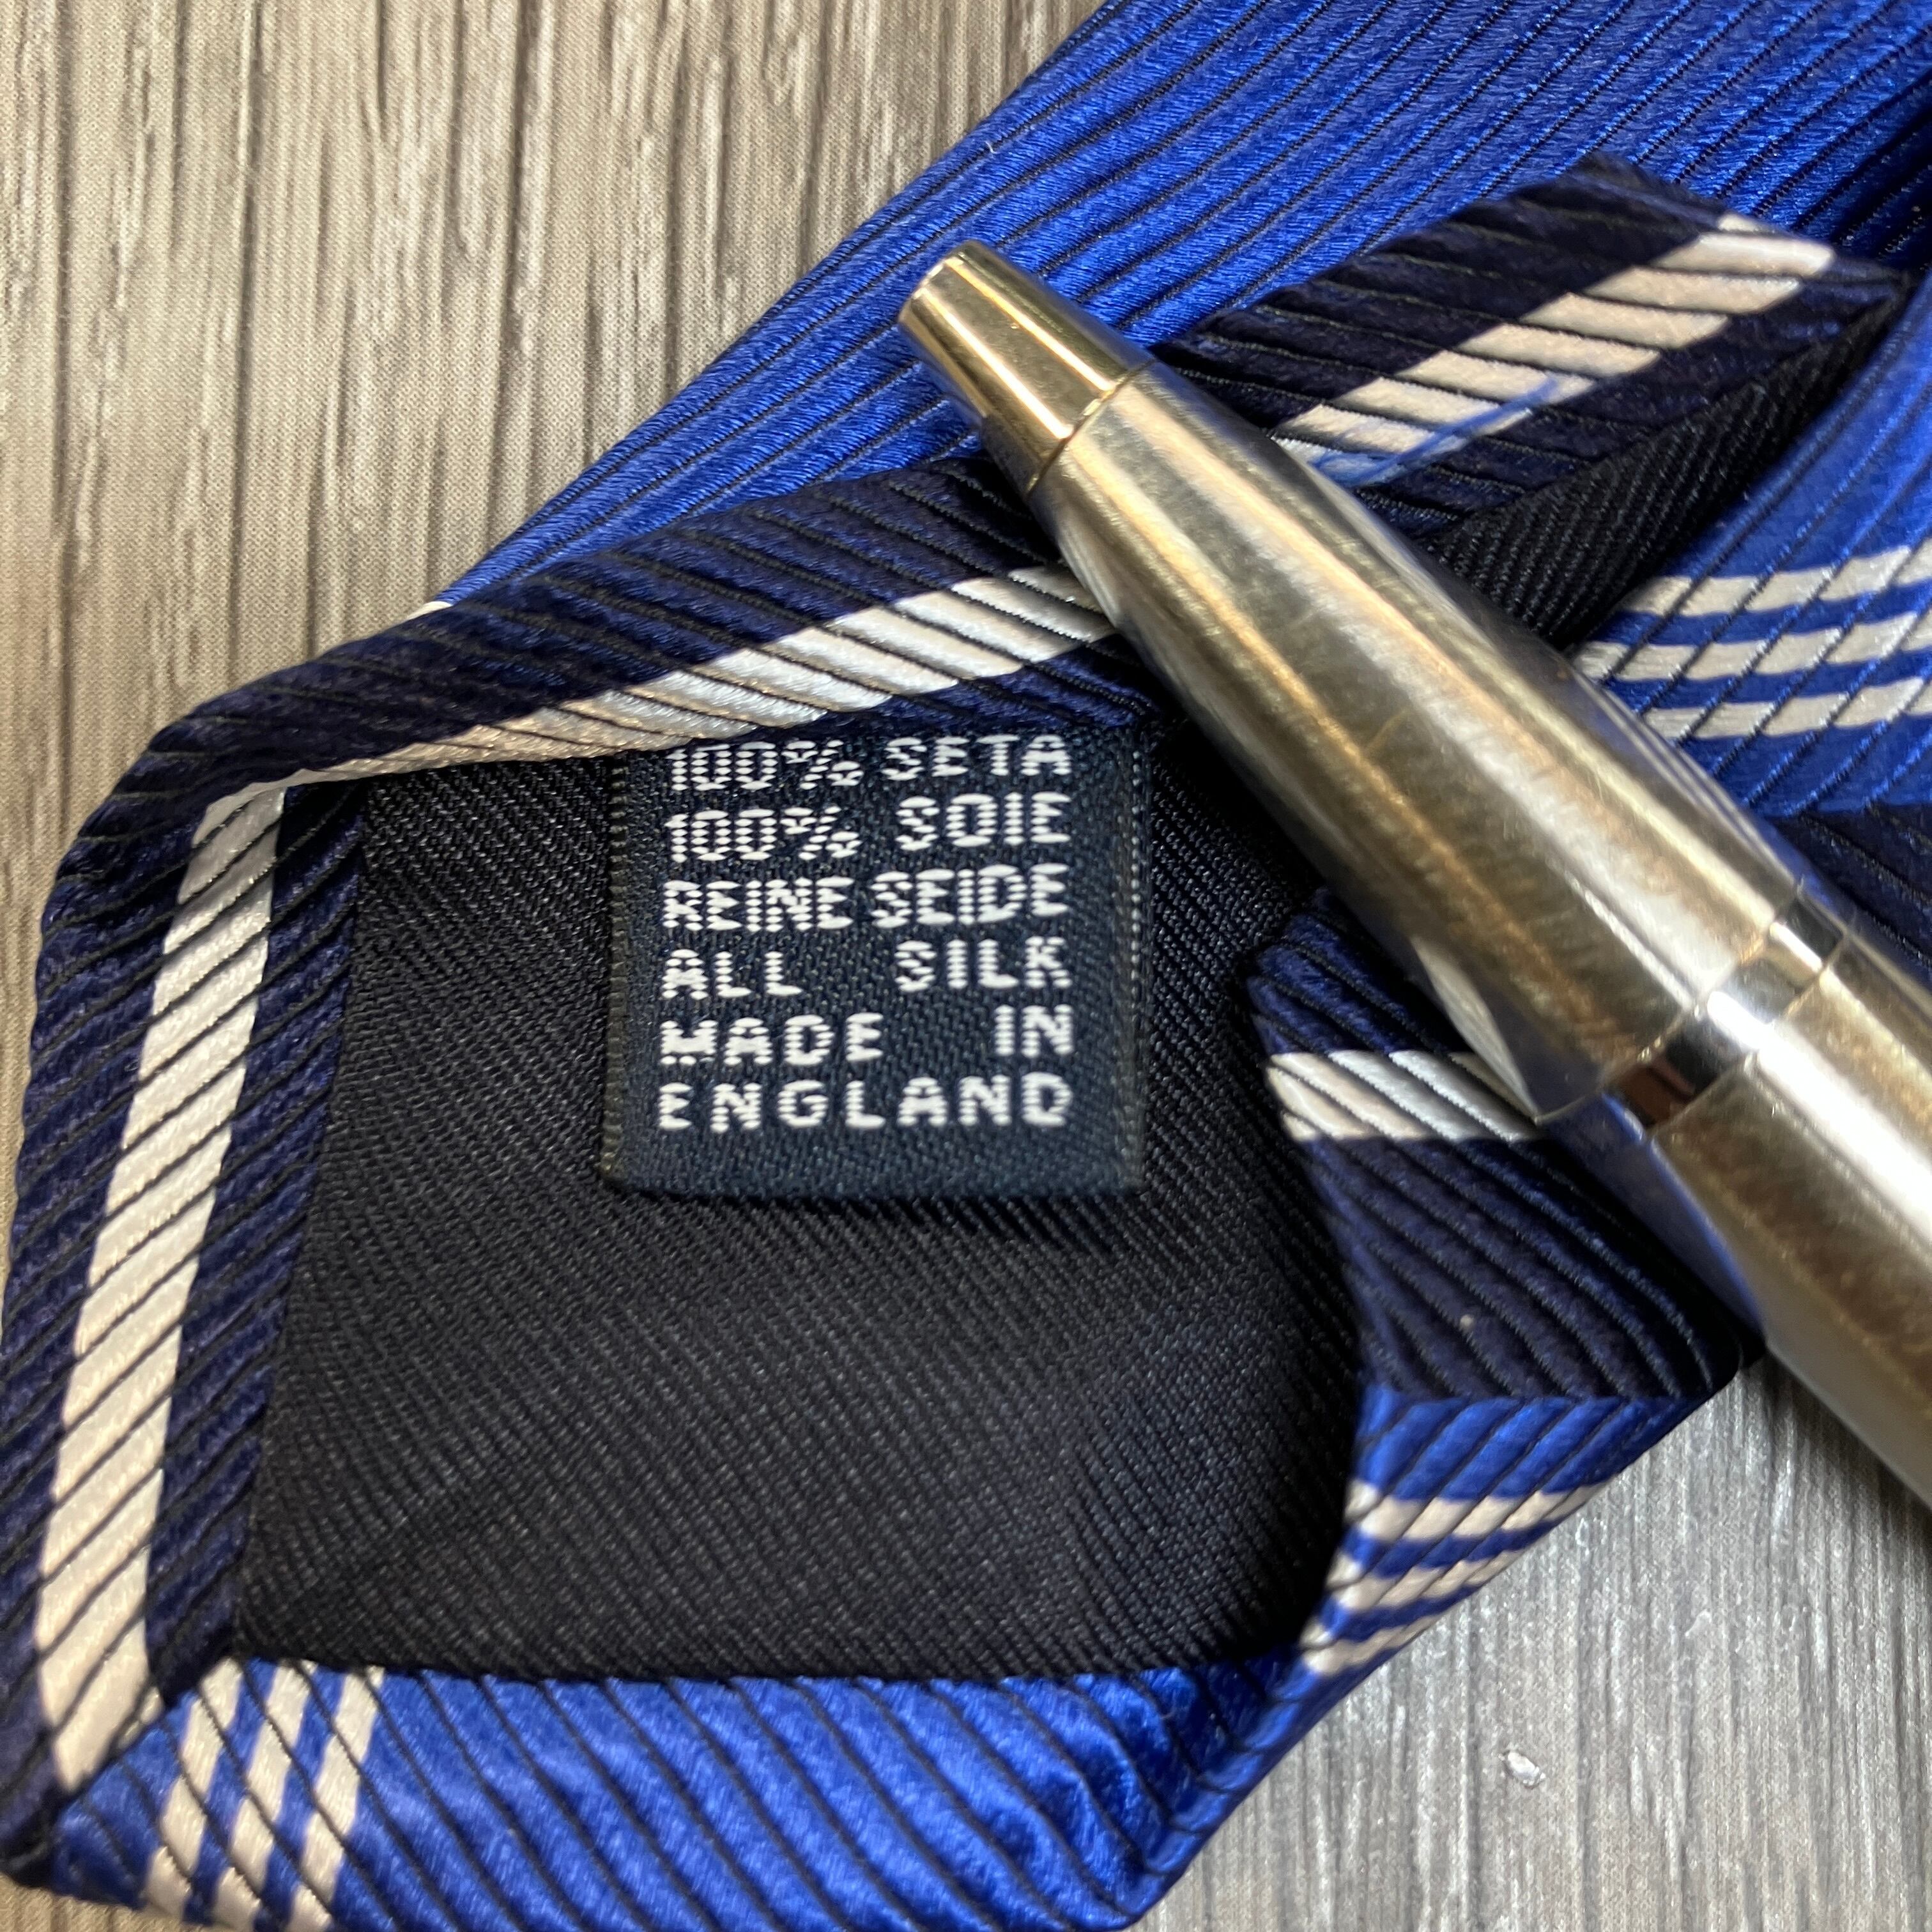 100% SETA
100% SOIE
REINE SEIDE
ALL SILK
MADE IN
ENGLAND